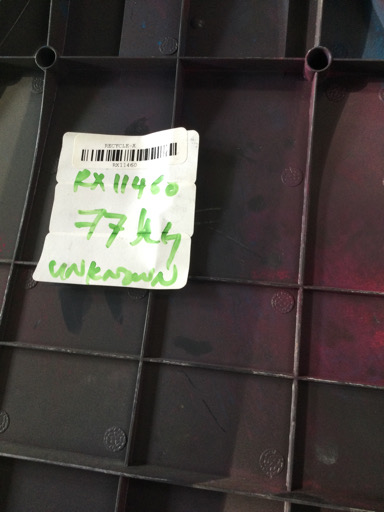 RECYCLE-X
RX11460
RX 11460
77 kg
UNKNOWN